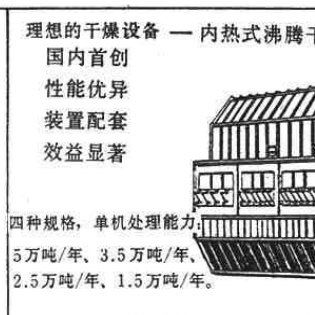 理想的干燥设备 — 内热式沸腾干
国内首创
性能优异
装置配套
效益显著
四种规格，单机处理能力：
5万吨/年、3.5万吨/年、
2.5万吨/年、1.5万吨/年。